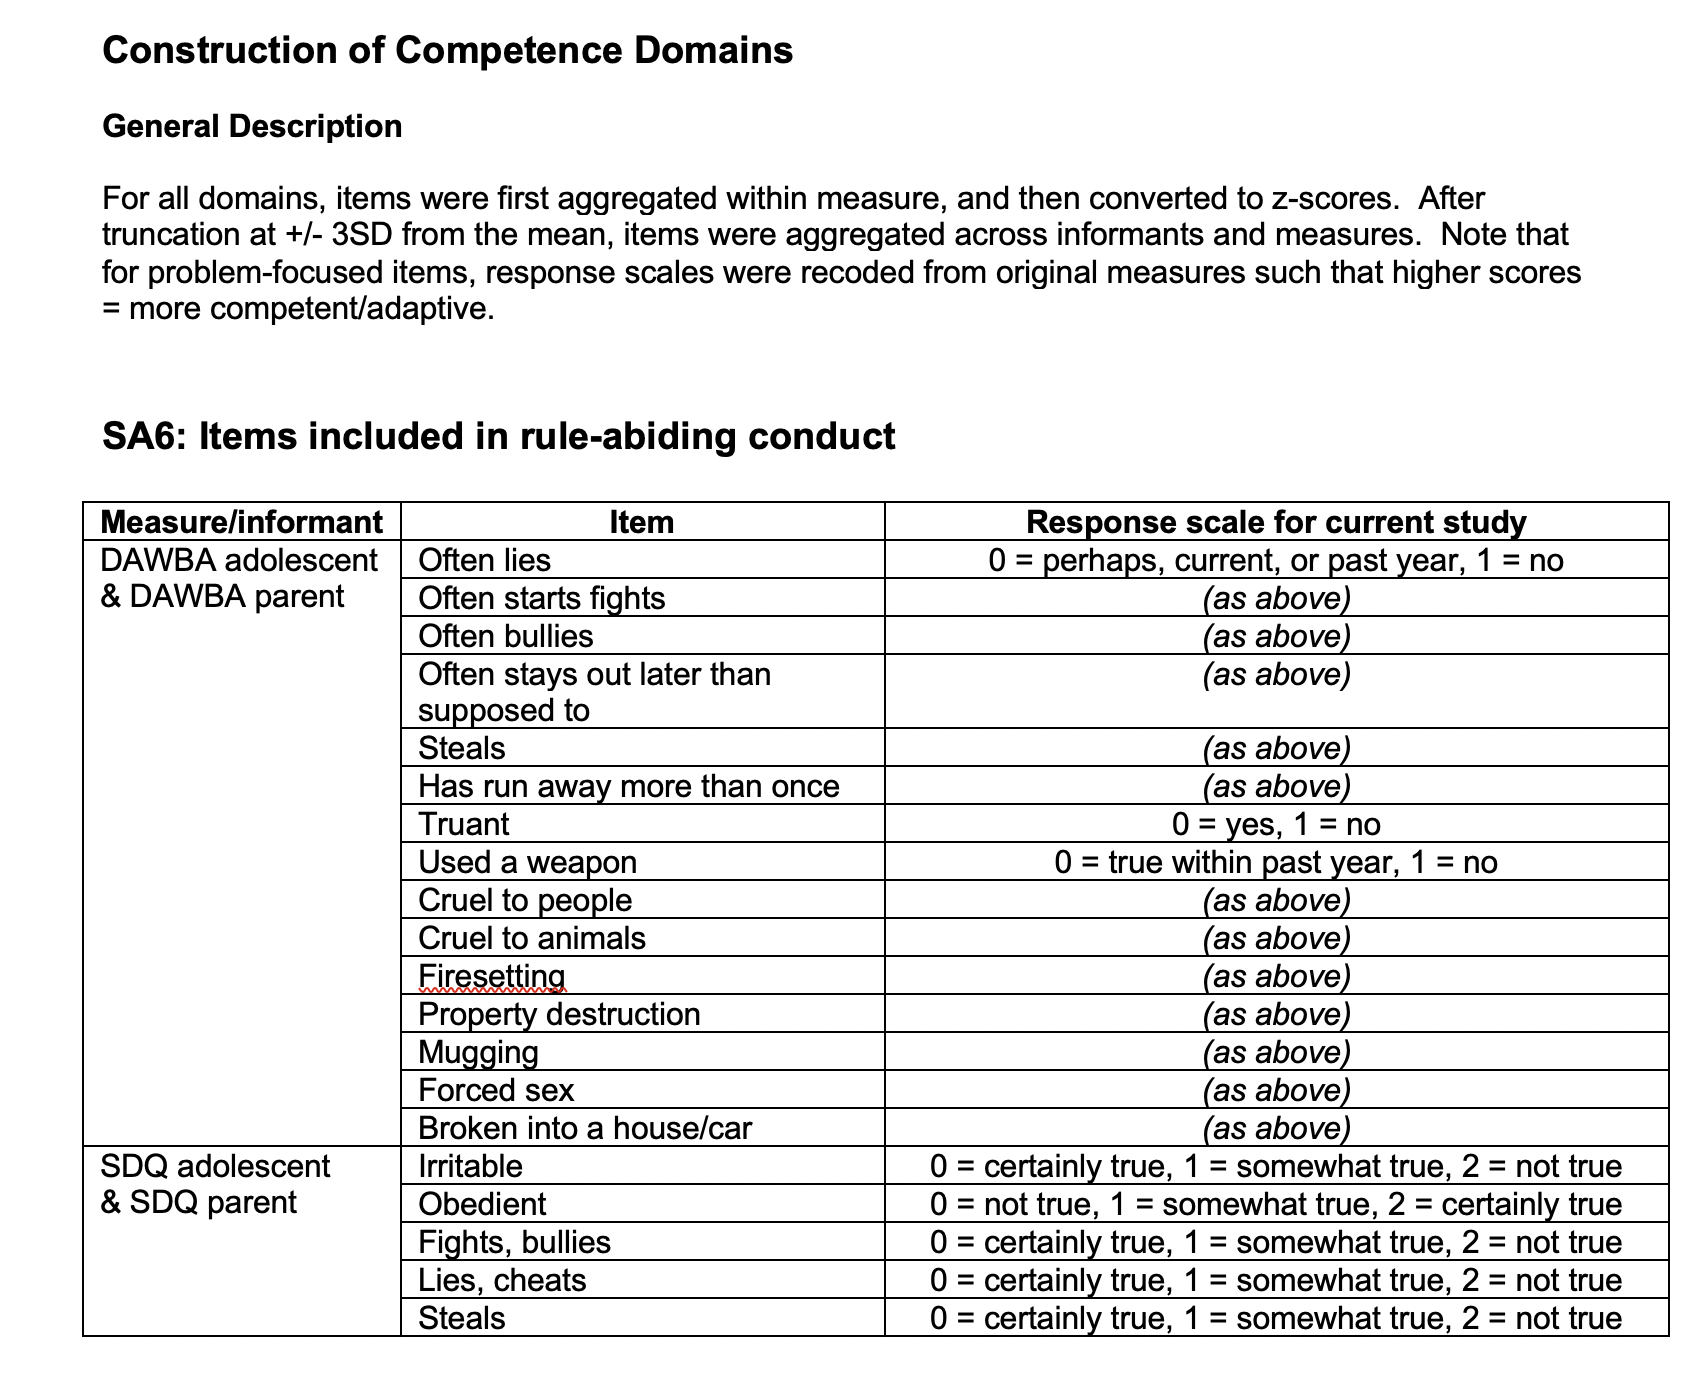 Construction of Competence Domains
General Description
For all domains, items were first aggregated within measure, and then converted to z-scores.  After
truncation at +/- 3SD from the mean, items were aggregated across informants and measures.  Note that
for problem-focused items, response scales were recoded from original measures such that higher scores
= more competent/adaptive.
SA6: Items included in rule-abiding conduct
Measure/informant Item Response scale for current study
DAWBA adolescent Often lies 0 = perhaps, current, or past year, 1 = no
& DAWBA parent Often starts fights (as above)
Often bullies (as above)
Often stays out later than (as above)
supposed to
Steals (as above)
Has run away more than once (as above)
Truant 0 = yes, 1 = no
Used a weapon 0 = true within past year, 1 = no
Cruel to people (as above)
Cruel to animals (as above)
Firesetting (as above)
Property destruction (as above)
Mugging (as above)
Forced sex (as above)
Broken into a house/car (as above)
SDQ adolescent Irritable 0 = certainly true, 1 = somewhat true, 2 = not true
& SDQ parent Obedient 0 = not true, 1 = somewhat true, 2 = certainly true
Fights, bullies 0 = certainly true, 1 = somewhat true, 2 = not true
Lies, cheats 0 = certainly true, 1 = somewhat true, 2 = not true
Steals 0 = certainly true, 1 = somewhat true, 2 = not true